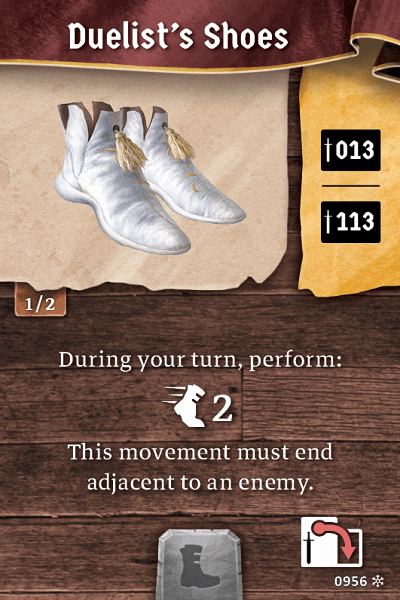 Duelist's Shoes
013
113
1/2
During your turn, perform:
2
This movement must end
adjacent to an enemy.
0956